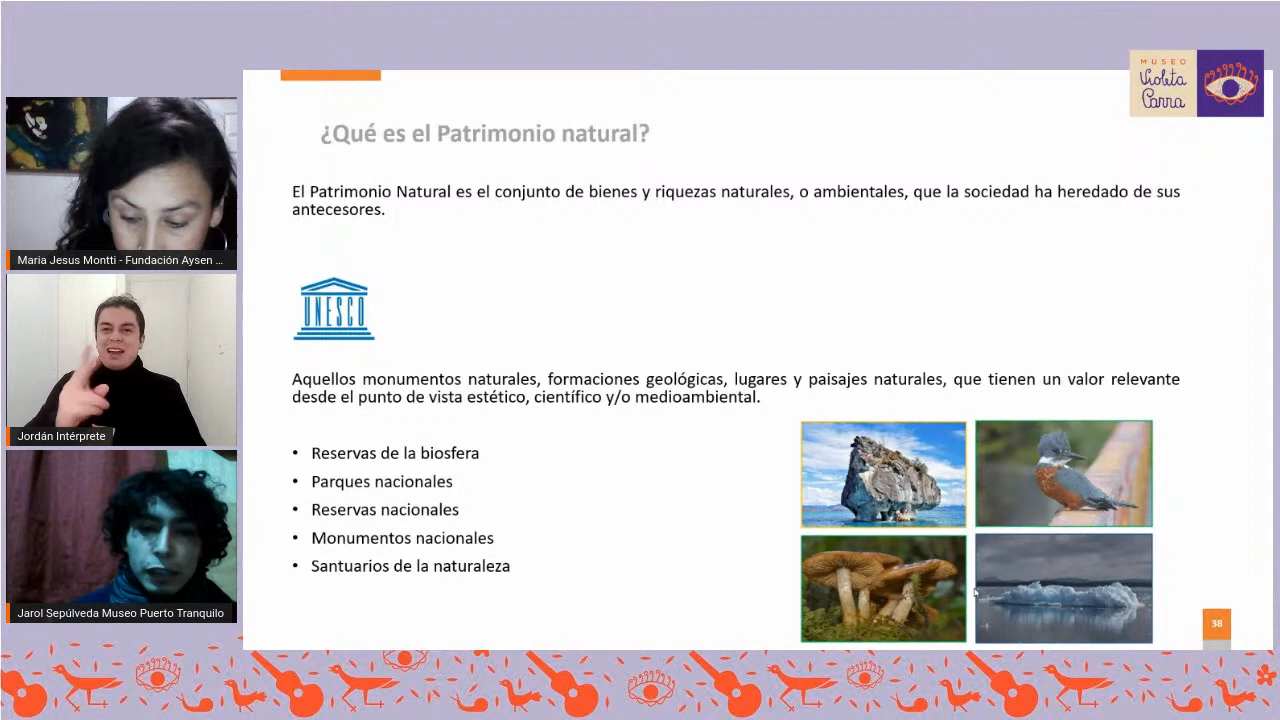 MUSEO
Violeta
Parra
¿Qué es el Patrimonio natural?
El Patrimonio Natural es el conjunto de bienes y riquezas naturales, o ambientales, que la sociedad ha heredado de sus
antecesores.
UNESCO
Aquellos monumentos naturales, formaciones geológicas, lugares y paisajes naturales, que tienen un valor relevante
desde el punto de vista estético, científico y/o medioambiental.
• Reservas de la biosfera
• Parques nacionales
• Reservas nacionales
• Monumentos nacionales
• Santuarios de la naturaleza
38
Maria Jesus Montti - Fundación Aysen ...
Jordán Intérprete
Jarol Sepúlveda Museo Puerto Tranquilo